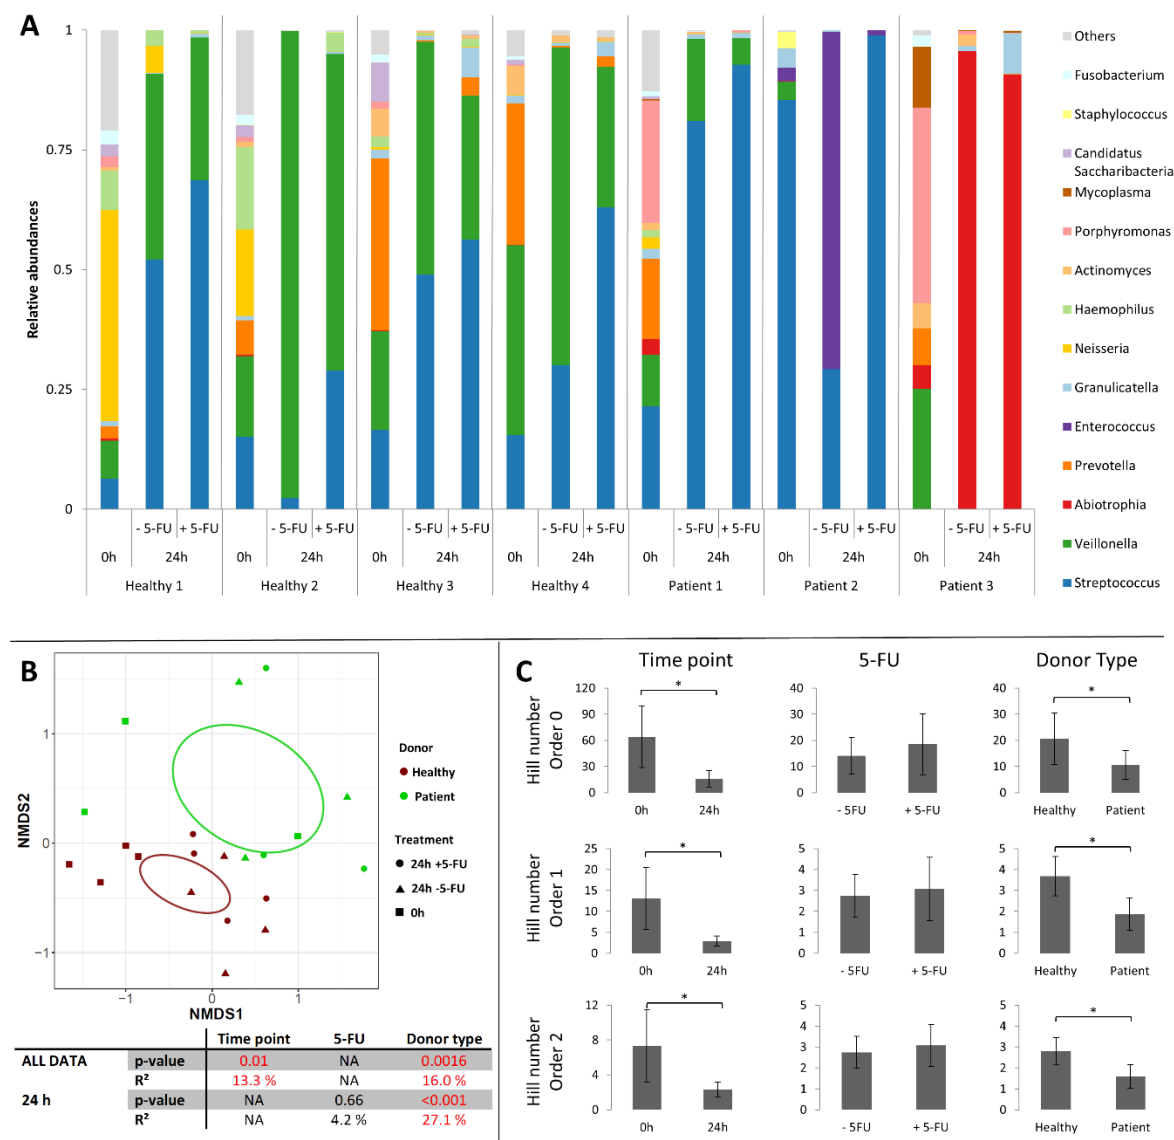 A
Relative abundances
1
0.75
0.5
0.25
0
- 5-FU + 5-FU - 5-FU + 5-FU - 5-FU + 5-FU - 5-FU + 5-FU - 5-FU + 5-FU - 5-FU + 5-FU - 5-FU + 5-FU
0h 24h 0h 24h 0h 24h 0h 24h 0h 24h 0h 24h 0h 24h
Healthy 1 Healthy 2 Healthy 3 Healthy 4 Patient 1 Patient 2 Patient 3
Others
Fusobacterium
Staphylococcus
Candidatus
Saccharibacteria
Mycoplasma
Porphyromonas
Actinomyces
Haemophilus
Neisseria
Granulicatella
Enterococcus
Prevotella
Abiotrophia
Veillonella
Streptococcus
B
NMDS2
1
0
−1
−1 0 1
NMDS1
Donor
Healthy
Patient
Treatment
24h +5-FU
24h -5-FU
0h
Time point 5-FU Donor type
ALL DATA p-value 0.01 NA 0.0016
R² 13.3 % NA 16.0 %
24 h p-value NA 0.66 <0.001
R² NA 4.2 % 27.1 %
C
Time point 5-FU Donor Type
Hill number
Order 0
120
90
60
30
0
*
0h 24h
40
30
20
10
0
- 5FU + 5-FU
40
30
20
10
0
*
Healthy Patient
Hill number
Order 1
25
20
15
10
5
0
*
0h 24h
5
4
3
2
1
0
- 5FU + 5-FU
5
4
3
2
1
0
*
Healthy Patient
Hill number
Order 2
12
8
4
0
*
0h 24h
5
4
3
2
1
0
- 5FU + 5-FU
5
4
3
2
1
0
*
Healthy Patient